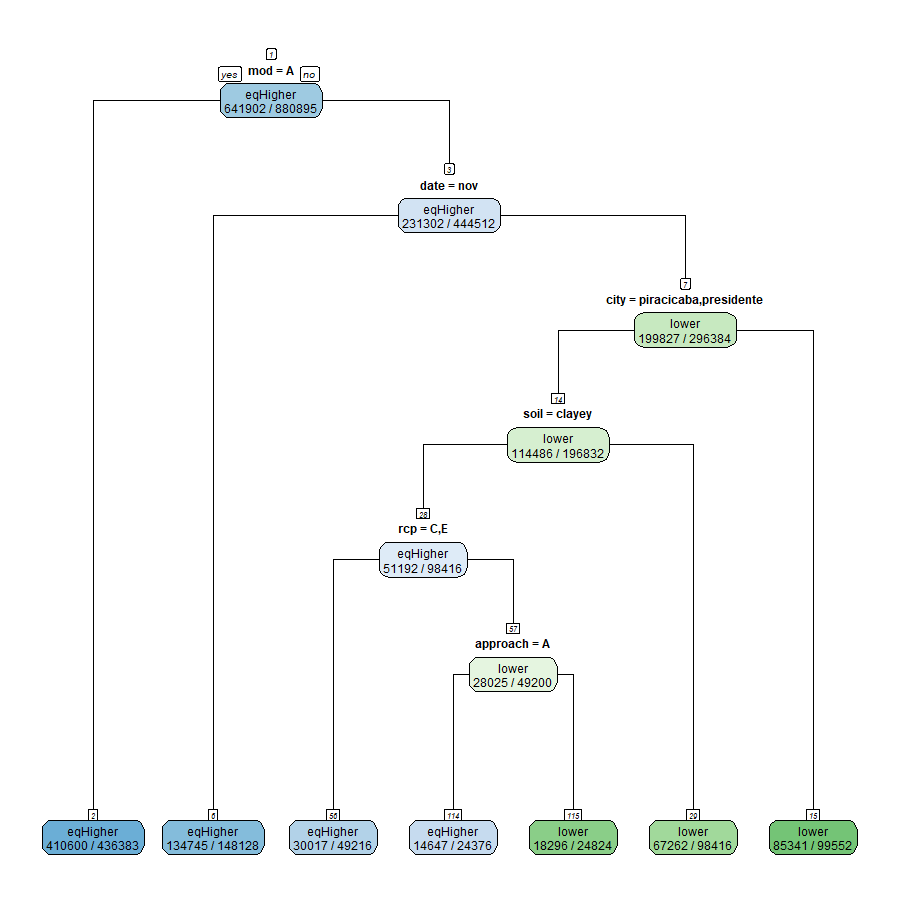 1
yes mod = A no
eqHigher
641902 / 880895
3
date = nov
eqHigher
231302 / 444512
7
city = piracicaba,presidente
lower
199827 / 296384
14
soil = clayey
lower
114486 / 196832
28
rcp = C,E
eqHigher
51192 / 98416
57
approach = A
lower
28025 / 49200
2
eqHigher
410600 / 436383
6
eqHigher
134745 / 148128
56
eqHigher
30017 / 49216
114
eqHigher
14647 / 24376
115
lower
18296 / 24824
29
lower
67262 / 98416
15
lower
85341 / 99552